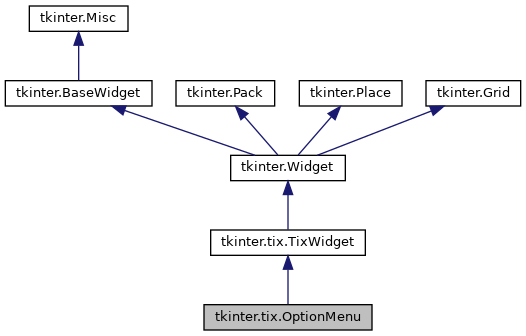 tkinter.Misc
tkinter.BaseWidget
tkinter.Pack
tkinter.Place
tkinter.Grid
tkinter.Widget
tkinter.tix.TixWidget
tkinter.tix.OptionMenu